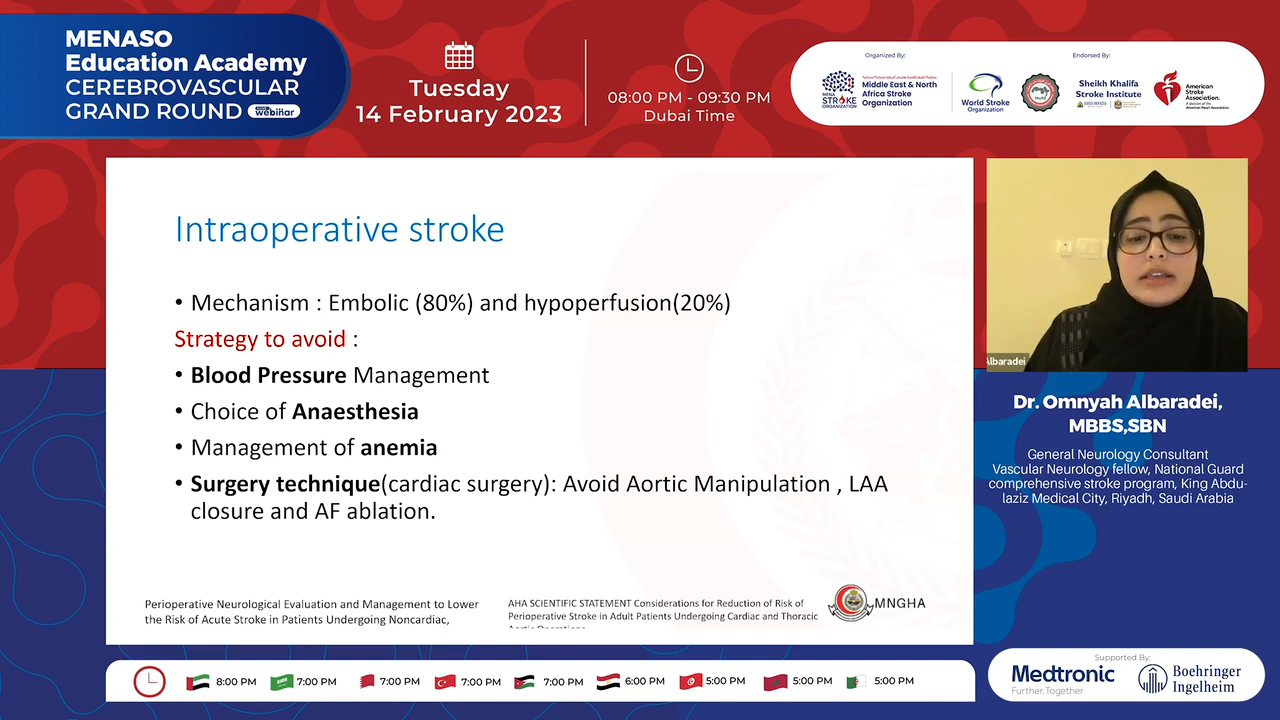 MENASO
Education Academy
CEREBROVASCULAR
GRAND ROUND webinar
Tuesday
14 February 2023
08:00 PM - 09:30 PM
Dubai Time
Organized By:
Endorsed By:
MENA
STROKE
ORGANIZATION
Middle East & North
Africa Stroke
Organization
World Stroke
Organization
Sheikh Khalifa
Stroke Institute
American
Stroke
Association.
Intraoperative stroke
• Mechanism : Embolic (80%) and hypoperfusion(20%)
Strategy to avoid :
• Blood Pressure Management
• Choice of Anaesthesia
• Management of anemia
• Surgery technique(cardiac surgery): Avoid Aortic Manipulation , LAA
closure and AF ablation.
Perioperative Neurological Evaluation and Management to Lower
the Risk of Acute Stroke in Patients Undergoing Noncardiac,
AHA SCIENTIFIC STATEMENT Considerations for Reduction of Risk of
Perioperative Stroke in Adult Patients Undergoing Cardiac and Thoracic
MNGHA
Albaradei
Dr. Omnyah Albaradei,
MBBS,SBN
General Neurology Consultant
Vascular Neurology fellow, National Guard
comprehensive stroke program, King Abdu-
laziz Medical City, Riyadh, Saudi Arabia
8:00 PM
7:00 PM
7:00 PM
7:00 PM
7:00 PM
6:00 PM
5:00 PM
5:00 PM
5:00 PM
Supported By:
Medtronic
Further, Together
Boehringer
Ingelheim